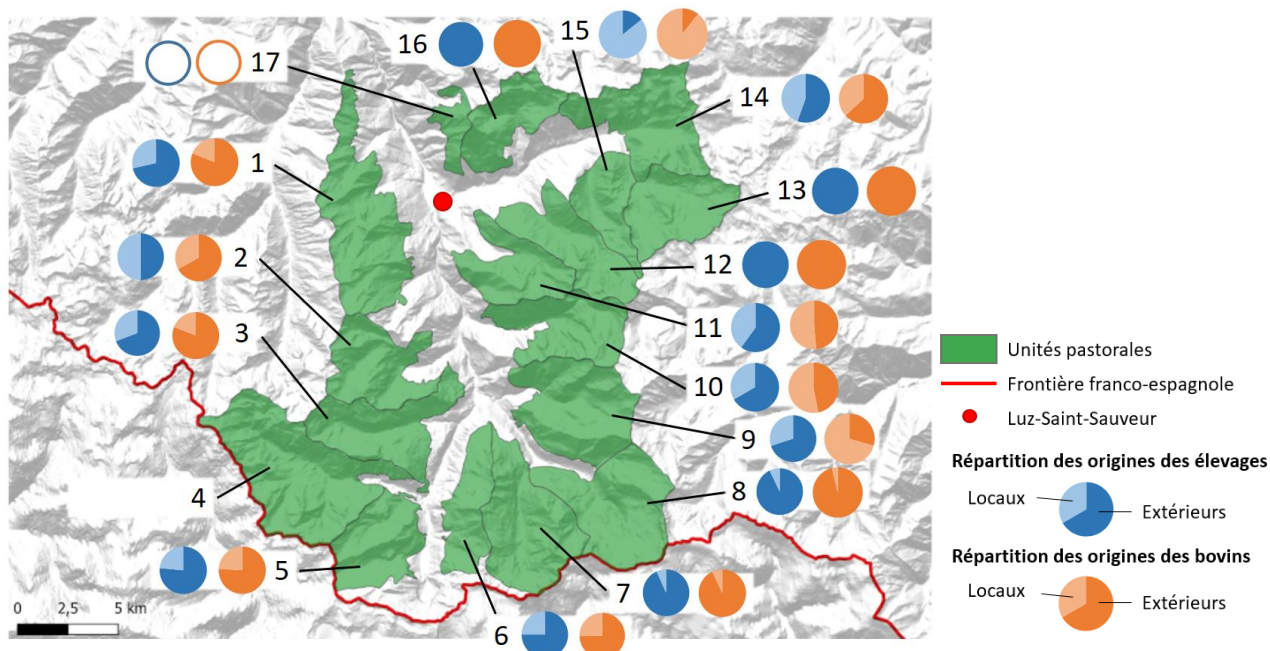 15
16
17
14
1
13
2
12
3
11
10
9
8
4
5
7
6
0 2,5 5 km
Unités pastorales
Frontière franco-espagnole
Luz-Saint-Sauveur
Répartition des origines des élevages
Locaux
Extérieurs
Répartition des origines des bovins
Locaux
Extérieurs